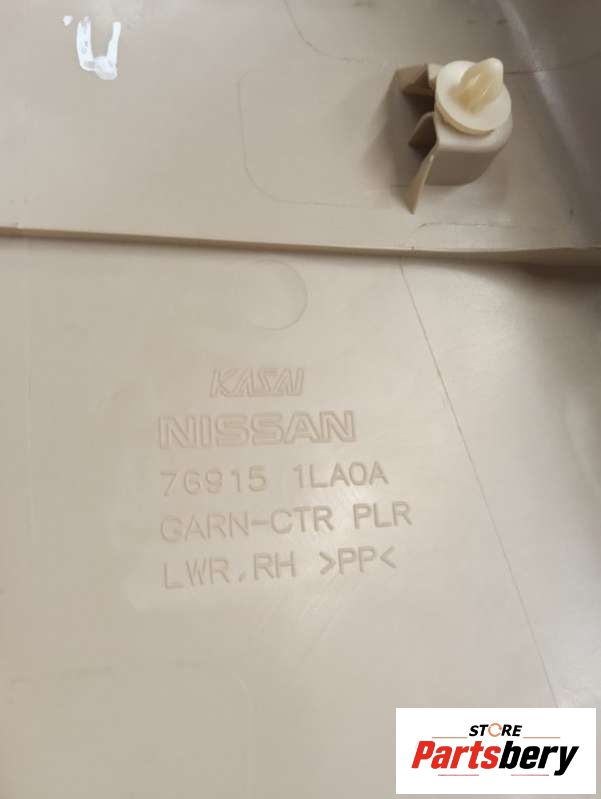 KASAI
NISSAN
76915 1LA0A
GARN-CTR PLR
LWR,RH >PP<
STORE
Partsbery